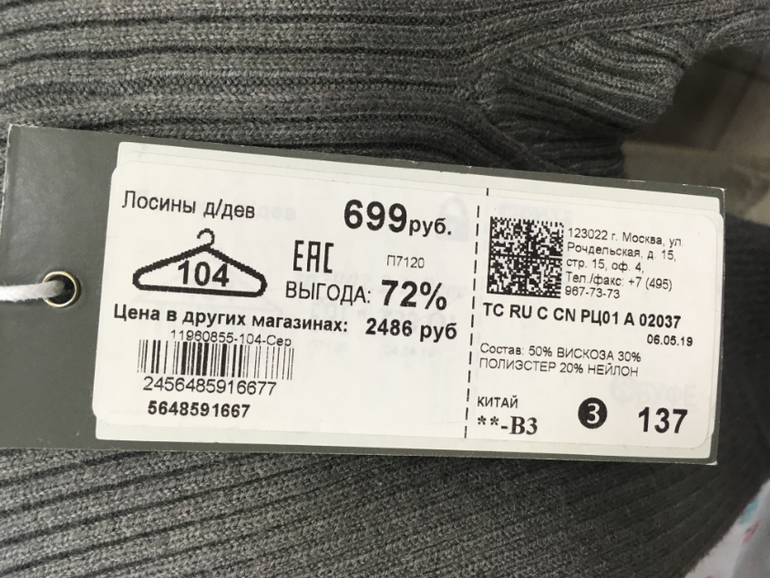 Лосины д/дев
699руб.
104
ЕАС
П7120
ВЫГОДА: 72%
Цена в других магазинах: 2486 руб
11960855-104-Сер
2456485916677
5648591667
123022 г. Москва, ул.
Рочдельская, д. 15,
стр. 15, оф. 4,
Тел./факс: +7 (495)
967-73-73
ТС RU С CN РЦ01 А 02037
06.05.19
Состав: 50% ВИСКОЗА 30%
ПОЛИЭСТЕР 20% НЕЙЛОН
КИТАЙ
**-В3
3
137